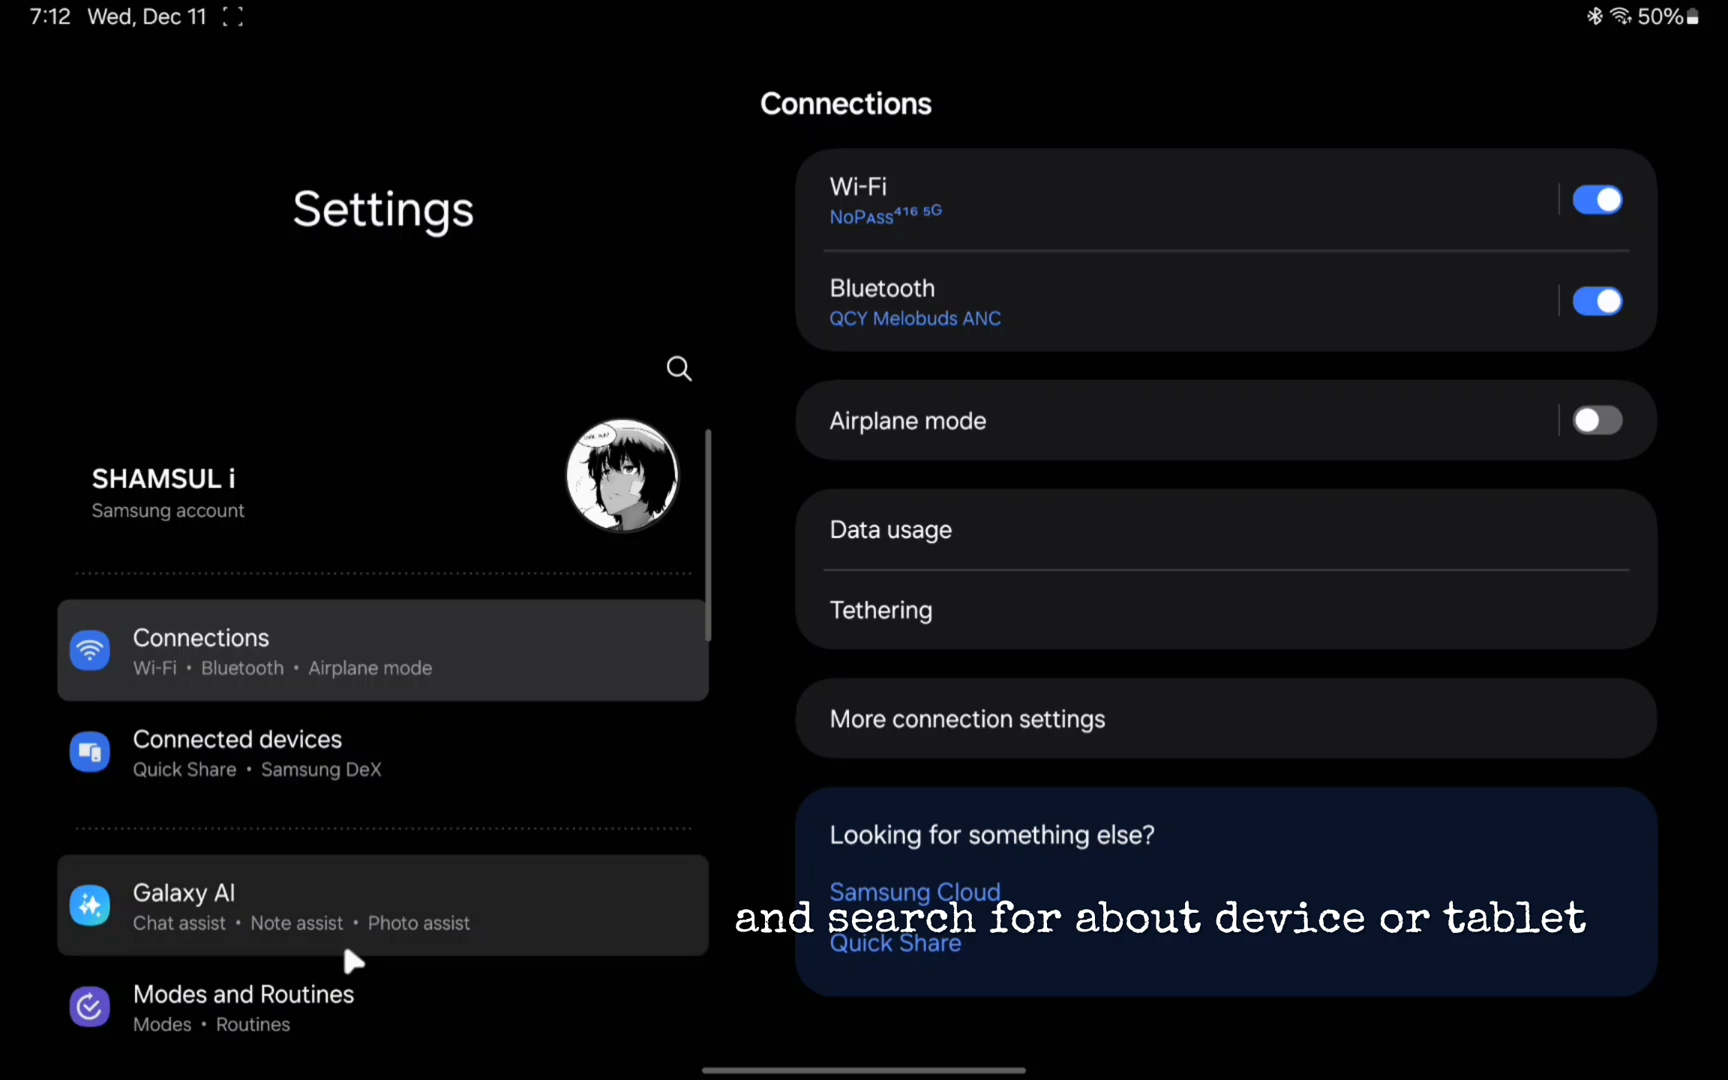 7:12 Wed, Dec 11
50%
Settings
SHAMSUL i
Samsung account
Connections
Wi-Fi • Bluetooth • Airplane mode
Connected devices
Quick Share • Samsung DeX
Galaxy AI
Chat assist • Note assist • Photo assist
Modes and Routines
Modes • Routines
Connections
Wi-Fi
NoPᴀss⁴¹⁶ ⁵ᴳ
Bluetooth
QCY Melobuds ANC
Airplane mode
Data usage
Tethering
More connection settings
Looking for something else?
Samsung Cloud
and search for about device or tablet
Quick Share